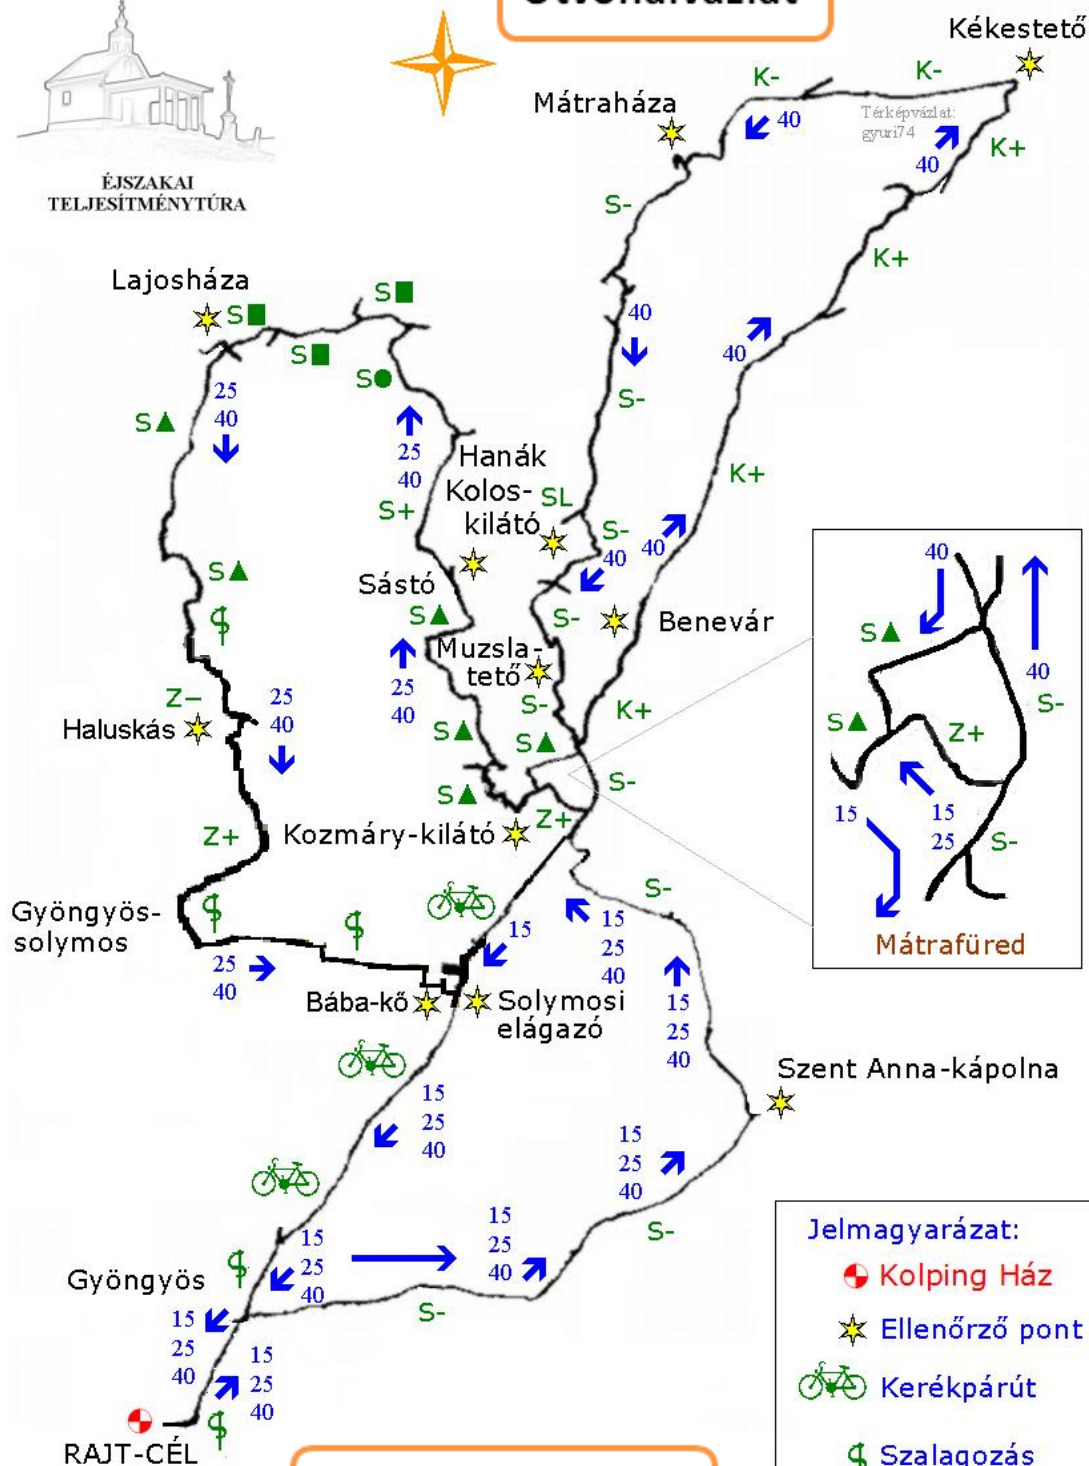 Útvonalvázlat
Kékestető
K-
K-
Mátraháza
40
Térképvázlat:
gyuri74
40
K+
ÉJSZAKAI
TELJESÍTMÉNYTÚRA
S-
K+
Lajosháza
S
S
S
S
40
40
25
40
S
S-
25
40
Hanák
Kolos-
kilátó
SL
K+
S+
S-
40
40
40
S
Sástó
S
S
S-
Benevár
Muzsla-
tető
S
40
25
40
Z-
25
40
S-
K+
S-
Haluskás
S
S
Z+
S-
S
15
15
25
S-
Z+
Kozmáry-kilátó
Z+
Mátrafüred
S-
Gyöngyös-
solymos
15
15
25
40
25
40
Bába-kő
Solymosi
elágazó
15
25
40
Szent Anna-kápolna
15
25
40
15
25
40
15
25
40
15
25
40
S-
Jelmagyarázat:
Kolping Ház
Gyöngyös
S-
15
25
40
Ellenőrző pont
15
25
40
Kerékpárút
RAJT-CÉL
Szalagozás